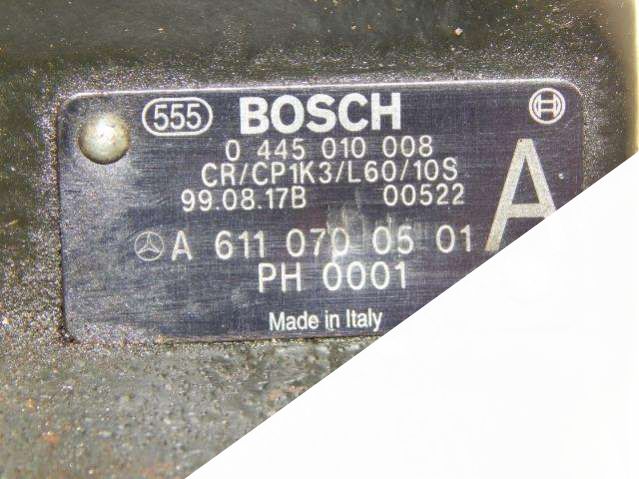 555 BOSCH
0 445 010 008
CR/CP1K3/L60/10S
99.08.17B 00522
A
A 611 070 05 01
PH 0001
Made in Italy